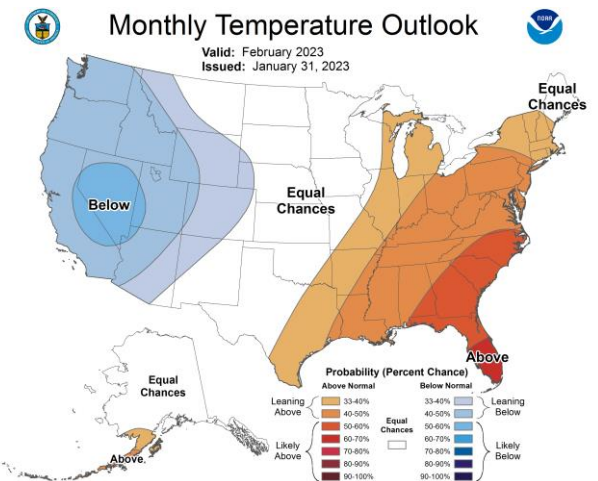 Monthly Temperature Outlook
Valid: February 2023
Issued: January 31, 2023
NOAA
Equal
Chances
Below
Equal
Chances
Above
Equal
Chances
Above
Probability (Percent Chance)
Above Normal
Below Normal
Leaning
Above
33-40%
40-50%
Likely
Above
50-60%
60-70%
70-80%
80-90%
90-100%
Equal
Chances
33-40%
40-50%
Leaning
Below
50-60%
60-70%
70-80%
80-90%
90-100%
Likely
Below